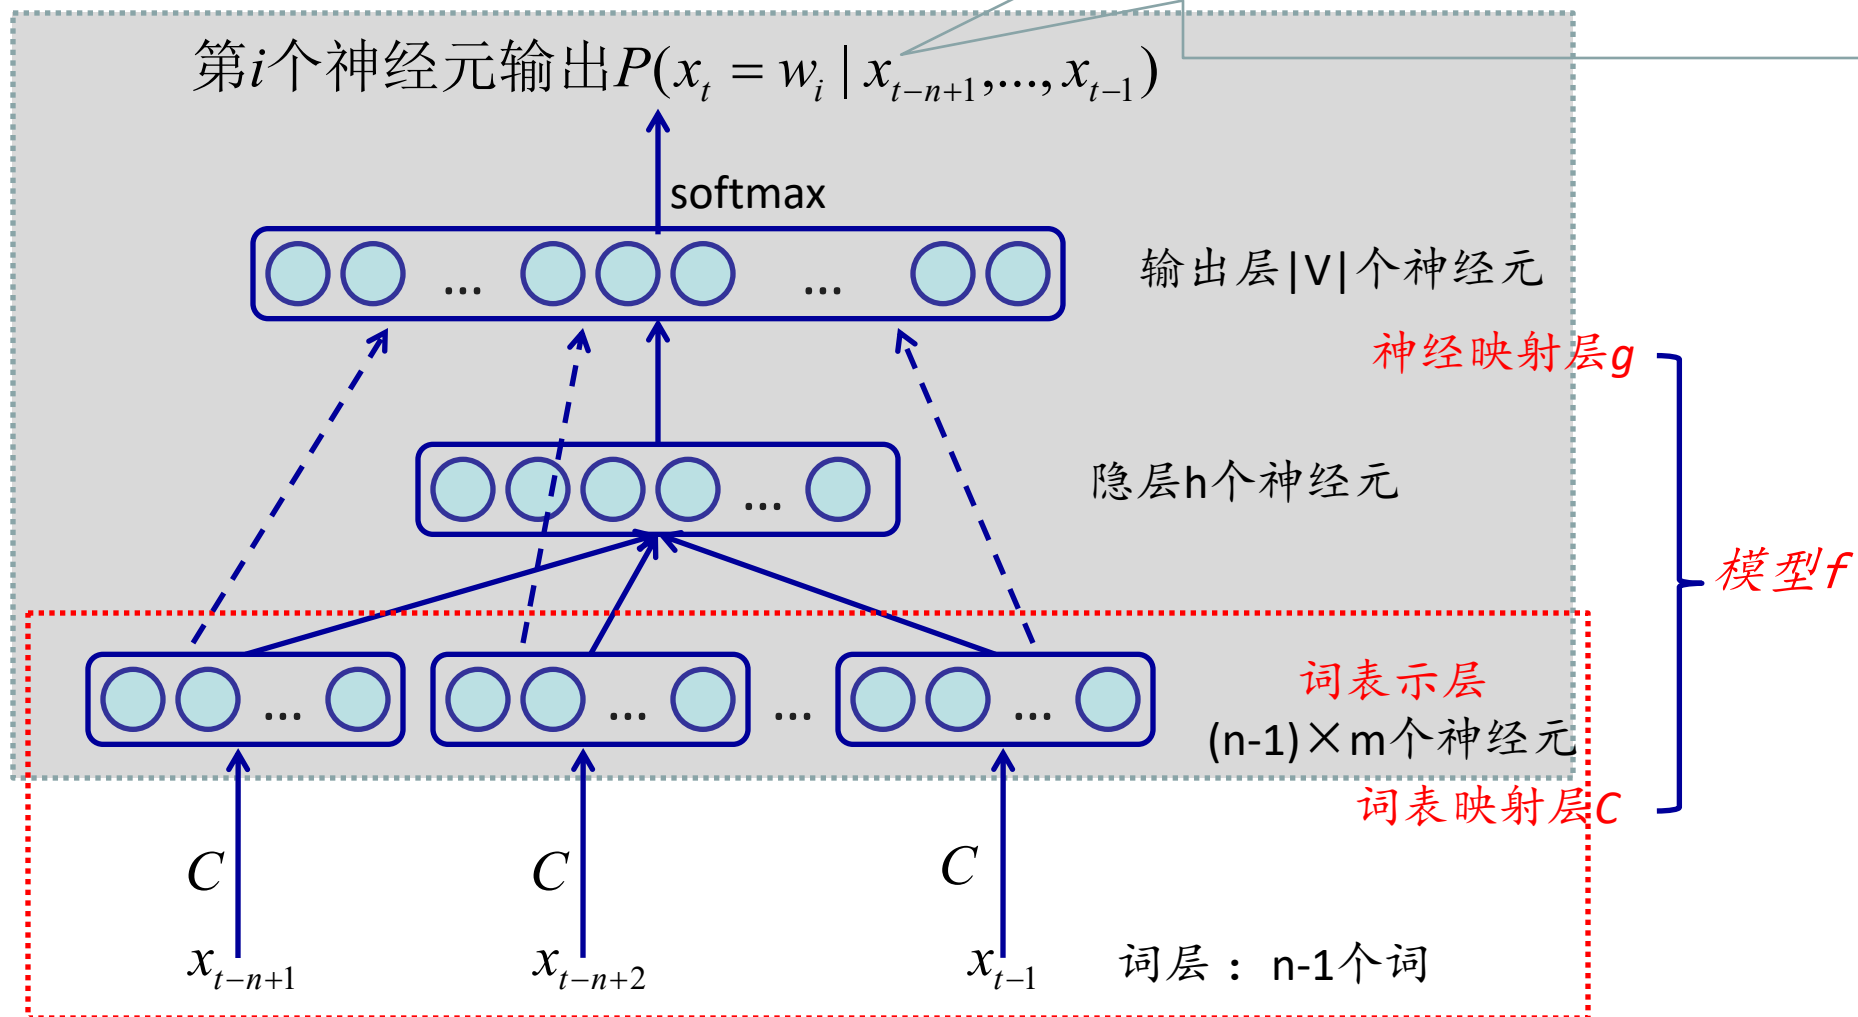 第i个神经元输出P(x_t = w_i | x_{t-n+1},...,x_{t-1})
softmax
... ...
输出层|V|个神经元
神经映射层g
...
隐层h个神经元
模型f
词表示层
... ... ... ...
(n-1)×m个神经元
词表映射层C
C C C
x_{t-n+1} x_{t-n+2} x_{t-1} 词层：n-1个词